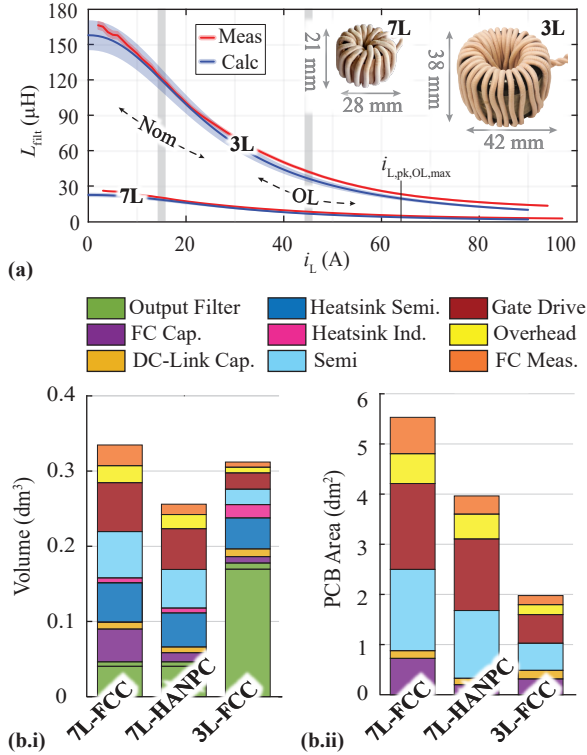 180
150
120
90
60
30
0
L_filt (µH)
Meas
Calc
7L
21 mm
28 mm
3L
38 mm
42 mm
Nom
3L
OL
i_L,pk,OL,max
7L
0
20
40
60
80
100
i_L (A)
(a)
Output Filter
Heatsink Semi.
Gate Drive
FC Cap.
Heatsink Ind.
Overhead
DC-Link Cap.
Semi
FC Meas.
0.4
0.3
0.2
0.1
0
Volume (dm³)
7L-FCC
7L-HANPC
3L-FCC
(b.i)
6
5
4
3
2
1
0
PCB Area (dm²)
7L-FCC
7L-HANPC
3L-FCC
(b.ii)